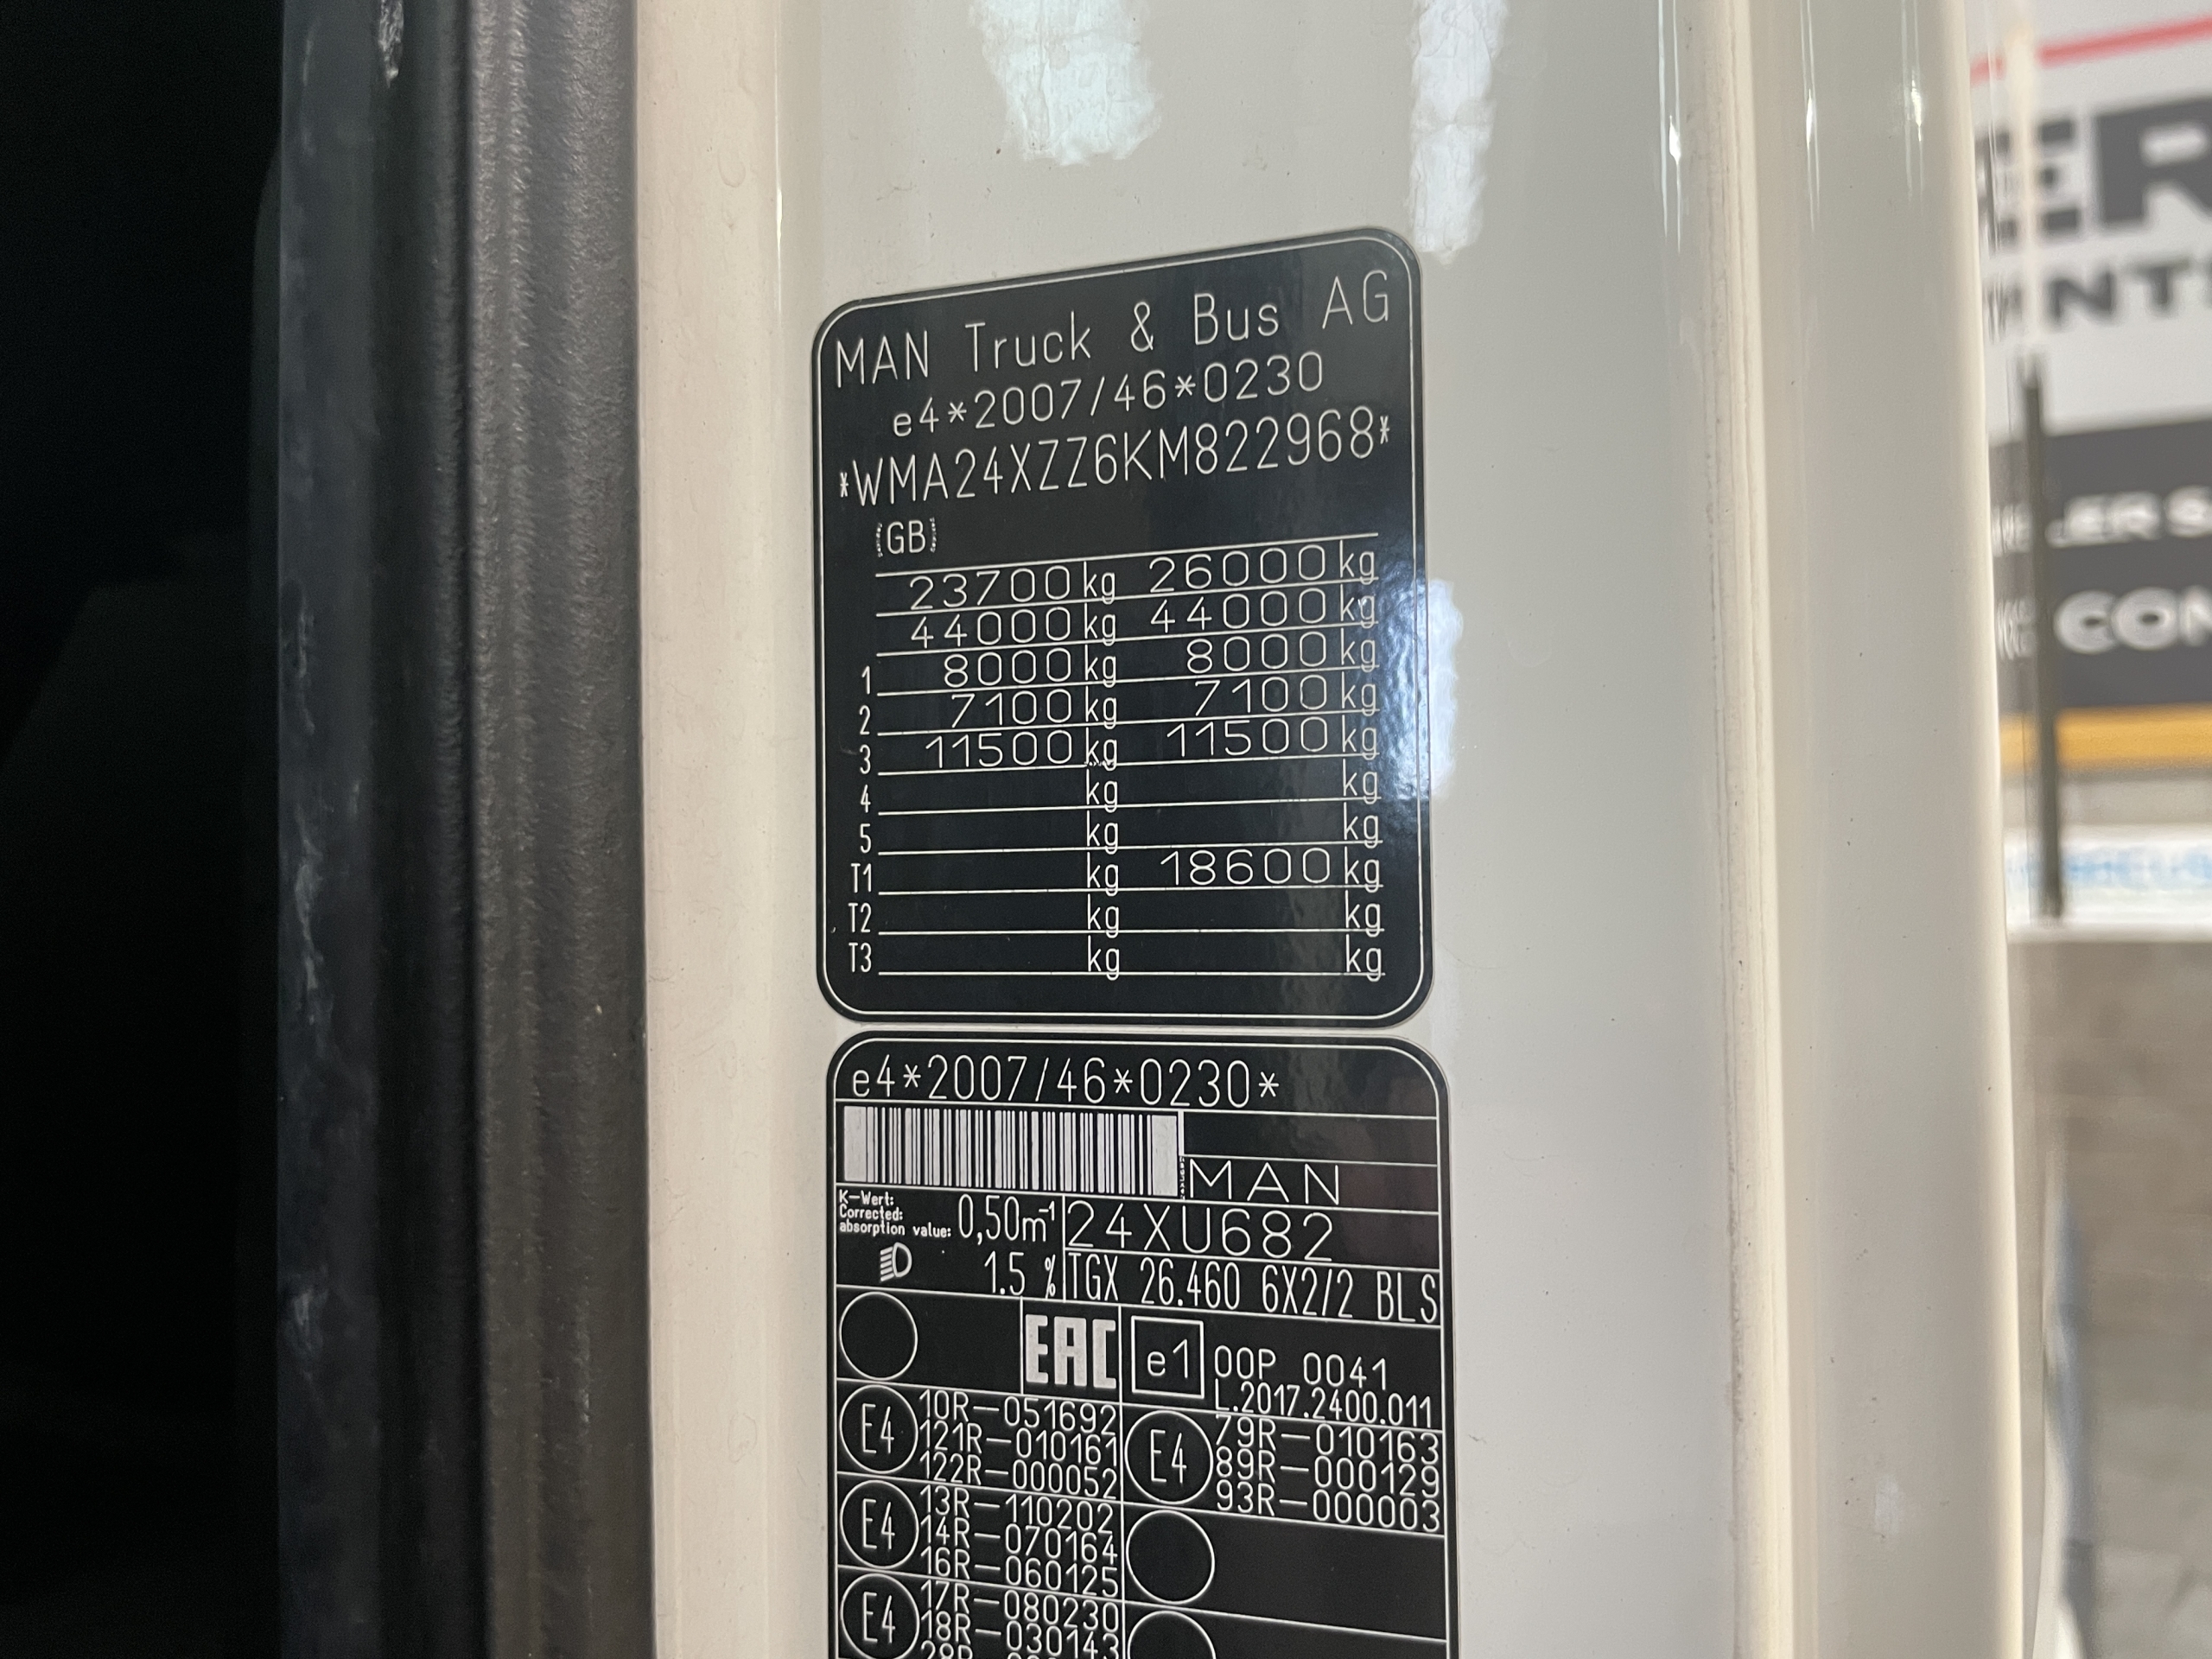 MAN Truck & Bus AG
e4*2007/46*0230
*WMA24XZZ6KM822968*
(GB)
23700 kg 26000 kg
44000 kg 44000 kg
1 8000 kg 8000 kg
2 7100 kg 7100 kg
3 11500 kg 11500 kg
4 kg kg
5 kg kg
T1 kg 18600 kg
T2 kg kg
T3 kg kg
e4*2007/46*0230*
MAN
K-Wert:
Corrected:
absorption value: 0,50m-1
24XU682
1.5 %
TGX 26.460 6X2/2 BLS
EAC
e1
00P 0041
L.2017.2400.011
E4
10R-051692
121R-010161
122R-000052
E4
79R-010163
89R-000129
93R-000003
E4
13R-110202
14R-070164
16R-060125
E4
17R-080230
18R-030143
ER
NT
LER S
CON